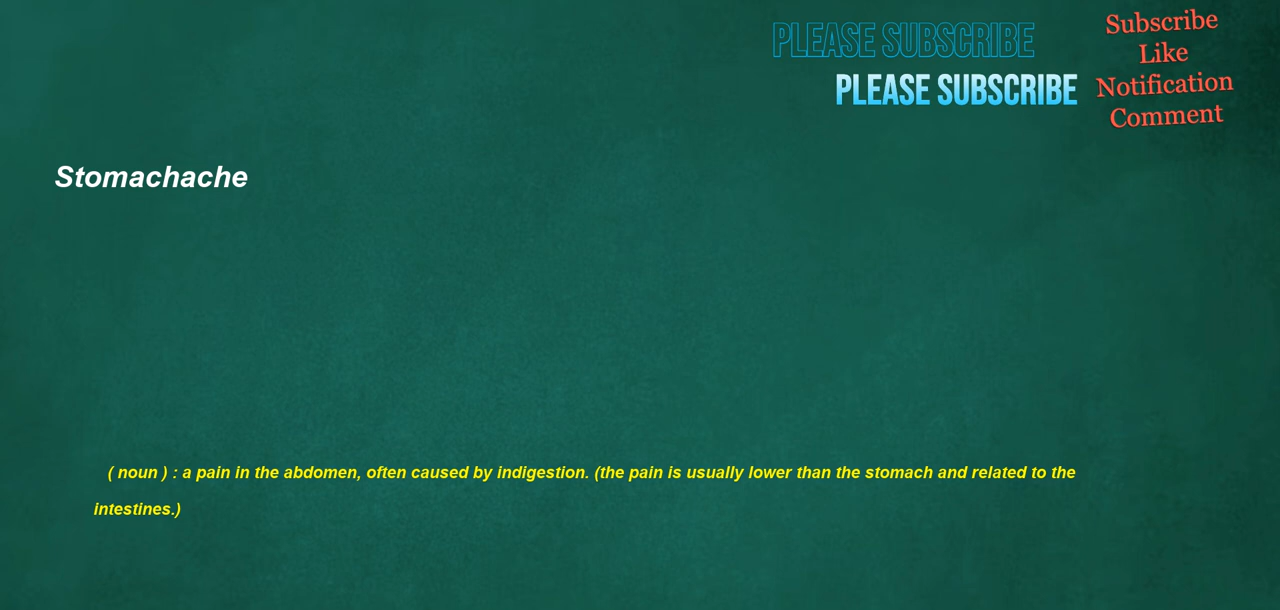 PLEASE SUBSCRIBE
PLEASE SUBSCRIBE
Subscribe
Like
Notification
Comment
Stomachache
( noun ) : a pain in the abdomen, often caused by indigestion. (the pain is usually lower than the stomach and related to the
intestines.)